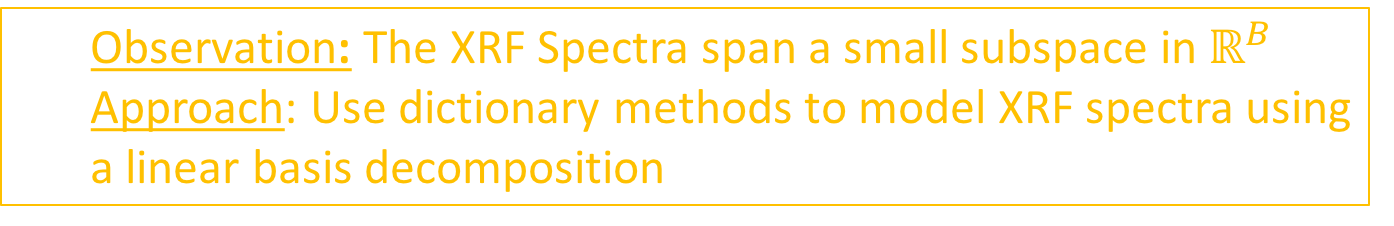 Observation: The XRF Spectra span a small subspace in ℝ^B
Approach: Use dictionary methods to model XRF spectra using
a linear basis decomposition